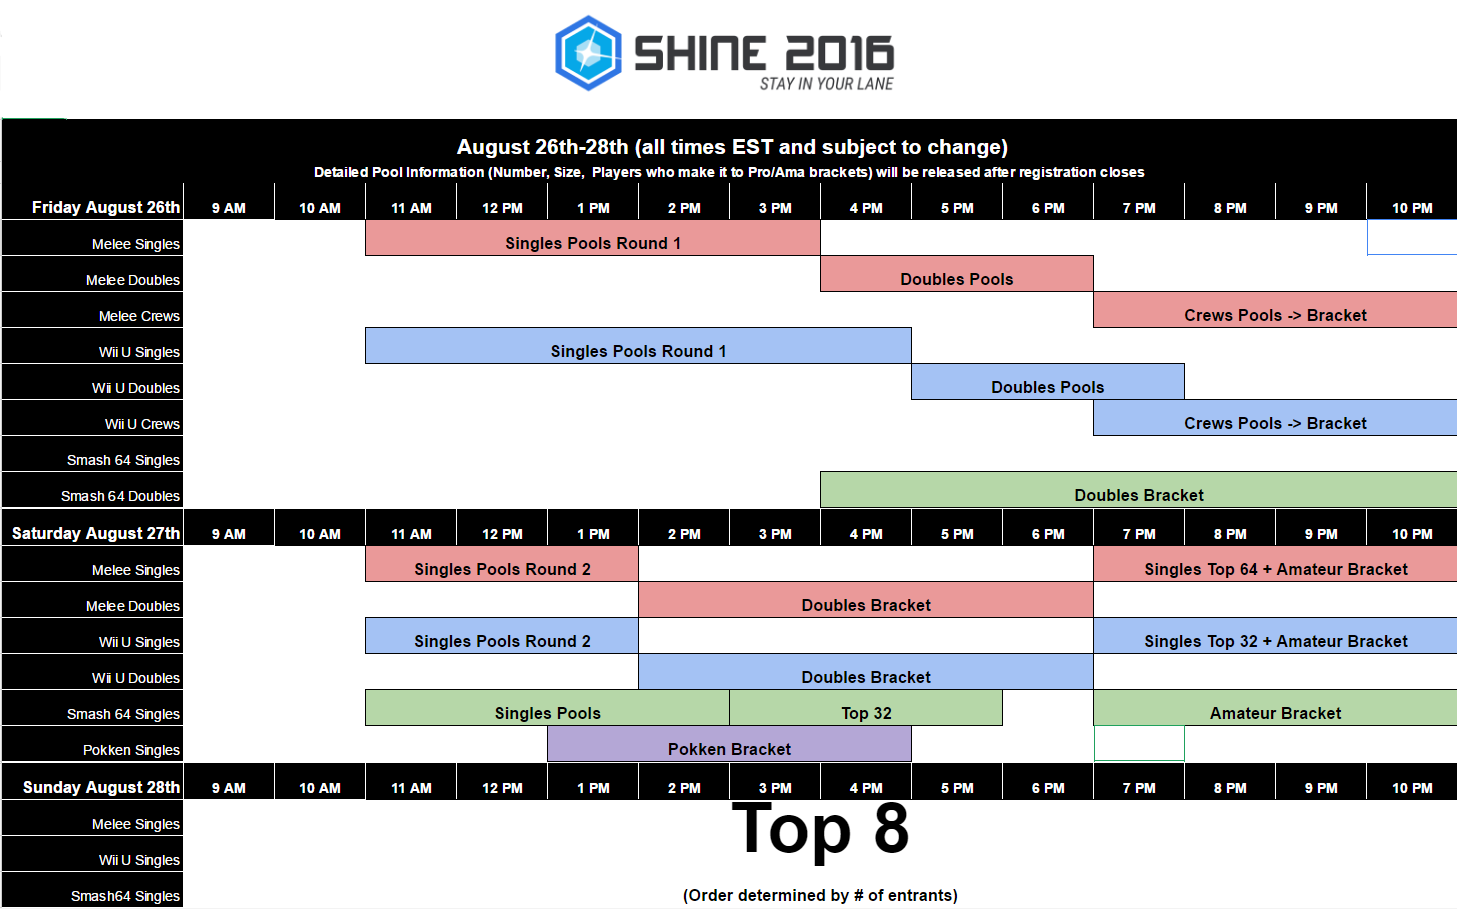 SHINE 2016
STAY IN YOUR LANE
August 26th-28th (all times EST and subject to change)
Detailed Pool Information (Number, Size, Players who make it to Pro/Ama brackets) will be released after registration closes
Friday August 26th 9 AM 10 AM 11 AM 12 PM 1 PM 2 PM 3 PM 4 PM 5 PM 6 PM 7 PM 8 PM 9 PM 10 PM
Melee Singles Singles Pools Round 1
Melee Doubles Doubles Pools
Melee Crews Crews Pools -> Bracket
Wii U Singles Singles Pools Round 1
Wii U Doubles Doubles Pools
Wii U Crews Crews Pools -> Bracket
Smash 64 Singles
Smash 64 Doubles Doubles Bracket
Saturday August 27th 9 AM 10 AM 11 AM 12 PM 1 PM 2 PM 3 PM 4 PM 5 PM 6 PM 7 PM 8 PM 9 PM 10 PM
Melee Singles Singles Pools Round 2 Singles Top 64 + Amateur Bracket
Melee Doubles Doubles Bracket
Wii U Singles Singles Pools Round 2 Singles Top 32 + Amateur Bracket
Wii U Doubles Doubles Bracket
Smash 64 Singles Singles Pools Top 32 Amateur Bracket
Pokken Singles Pokken Bracket
Sunday August 28th 9 AM 10 AM 11 AM 12 PM 1 PM 2 PM 3 PM 4 PM 5 PM 6 PM 7 PM 8 PM 9 PM 10 PM
Melee Singles Top 8
Wii U Singles
Smash64 Singles (Order determined by # of entrants)